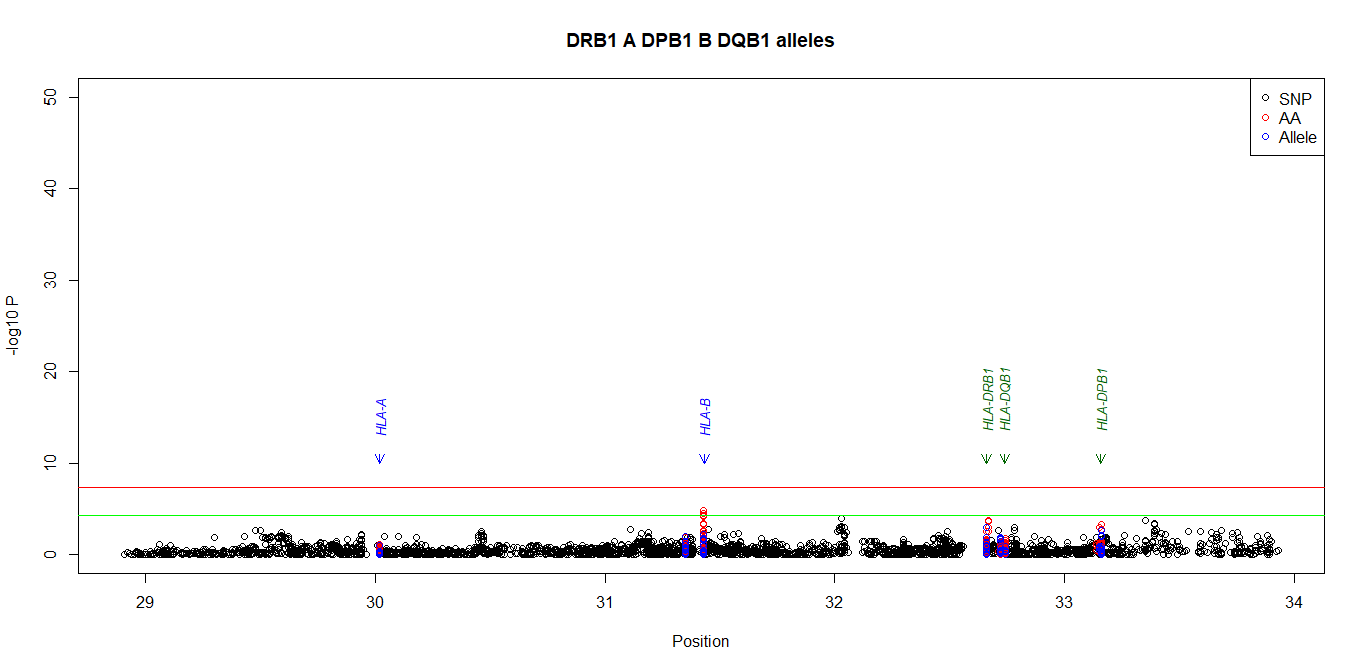 DRB1 A DPB1 B DQB1 alleles
SNP
AA
Allele
-log10 P
50
40
30
20
10
0
HLA-A
HLA-B
HLA-DRB1
HLA-DQB1
HLA-DPB1
29
30
31
32
33
34
Position